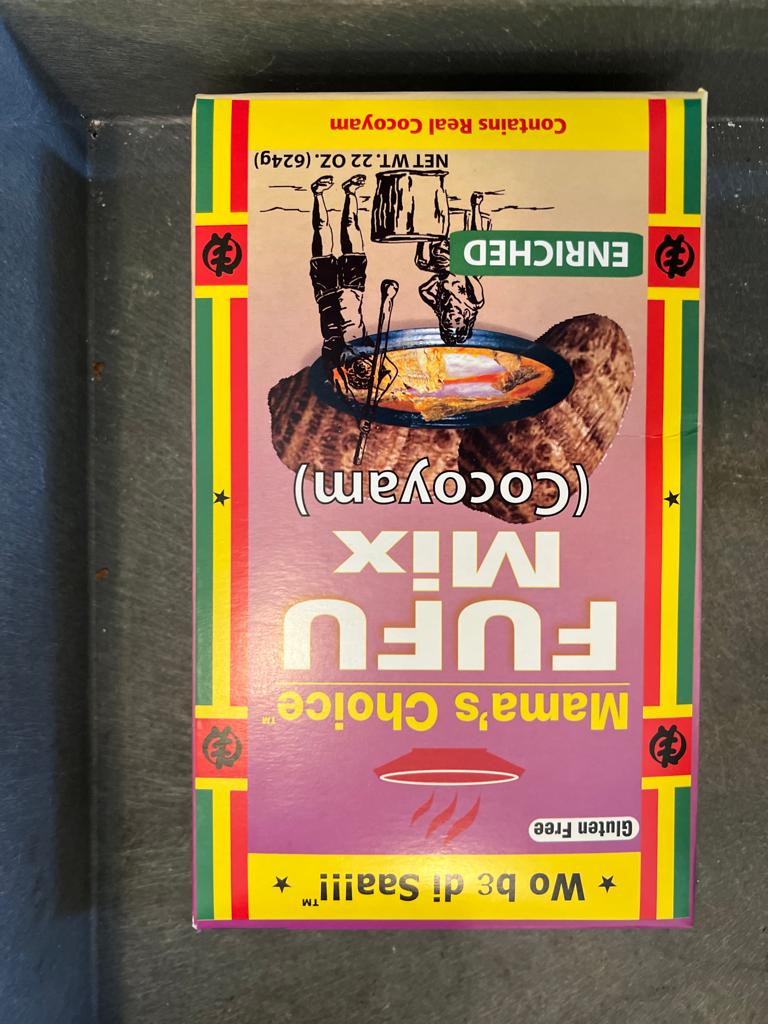 Wo bɛ di Saa!!!™
Gluten Free
Mama's Choice™
FUFU
Mix
(Cocoyam)
ENRICHED
NET WT. 22 OZ. (624g)
Contains Real Cocoyam